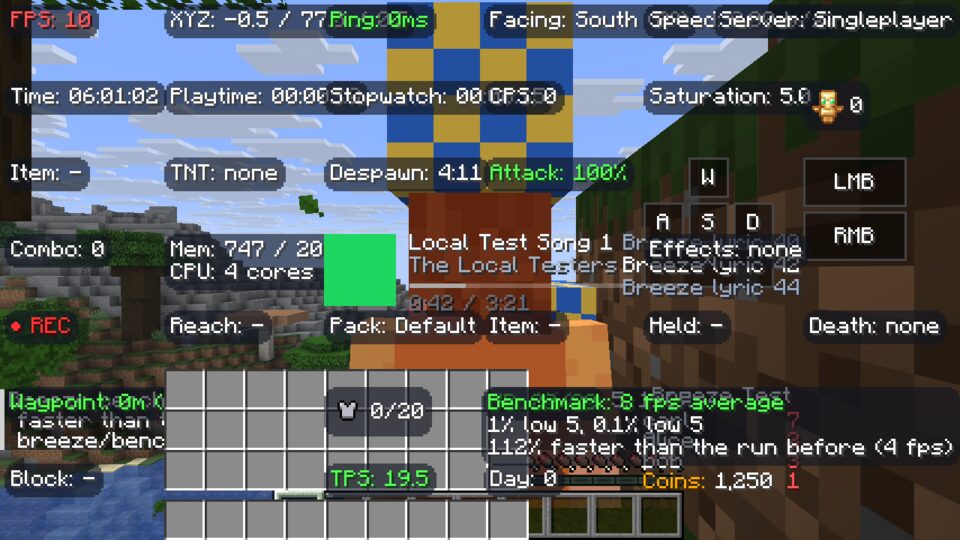 FPS: 10
XYZ: -0.5 / 77
Ping: 0ms
Facing: South
Speed
Server: Singleplayer
Time: 06:01:02
Playtime: 00:00
Stopwatch: 00:
CPS: 0
Saturation: 5.0
0
Item: -
TNT: none
Despawn: 4:11
Attack: 100%
W
LMB
A S D
RMB
Combo: 0
Mem: 747 / 20
CPU: 4 cores
Local Test Song 1
The Local Testers
0:42 / 3:21
Effects: none
Breeze lyric 42
Breeze lyric 44
• REC
Reach: -
Pack: Default
Item: -
Held: -
Death: none
Waypoint: 0m
faster than
breeze/benc
0/20
Breeze Test
Benchmark: 8 fps average
7
1% low 5, 0.1% low 5
112% faster than the run before (4 fps)
Block: -
TPS: 19.5
Day: 0
Coins: 1,250
1